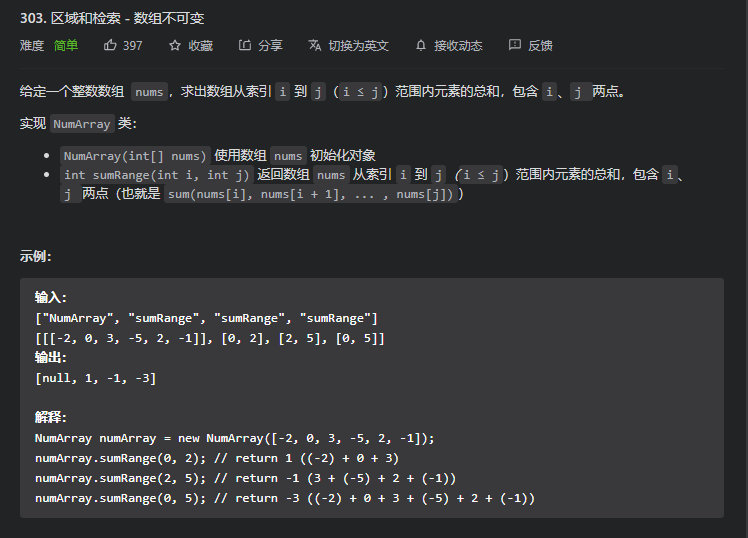 303. 区域和检索 - 数组不可变
难度 简单 397 收藏 分享 切换为英文 接收动态 反馈
给定一个整数数组 nums，求出数组从索引 i 到 j（i ≤ j）范围内元素的总和，包含 i、j 两点。
实现 NumArray 类：
NumArray(int[] nums) 使用数组 nums 初始化对象
int sumRange(int i, int j) 返回数组 nums 从索引 i 到 j（i ≤ j）范围内元素的总和，包含 i、
j 两点（也就是 sum(nums[i], nums[i + 1], ... , nums[j])）
示例：
输入：
["NumArray", "sumRange", "sumRange", "sumRange"]
[[[-2, 0, 3, -5, 2, -1]], [0, 2], [2, 5], [0, 5]]
输出：
[null, 1, -1, -3]
解释：
NumArray numArray = new NumArray([-2, 0, 3, -5, 2, -1]);
numArray.sumRange(0, 2); // return 1 ((-2) + 0 + 3)
numArray.sumRange(2, 5); // return -1 (3 + (-5) + 2 + (-1))
numArray.sumRange(0, 5); // return -3 ((-2) + 0 + 3 + (-5) + 2 + (-1))